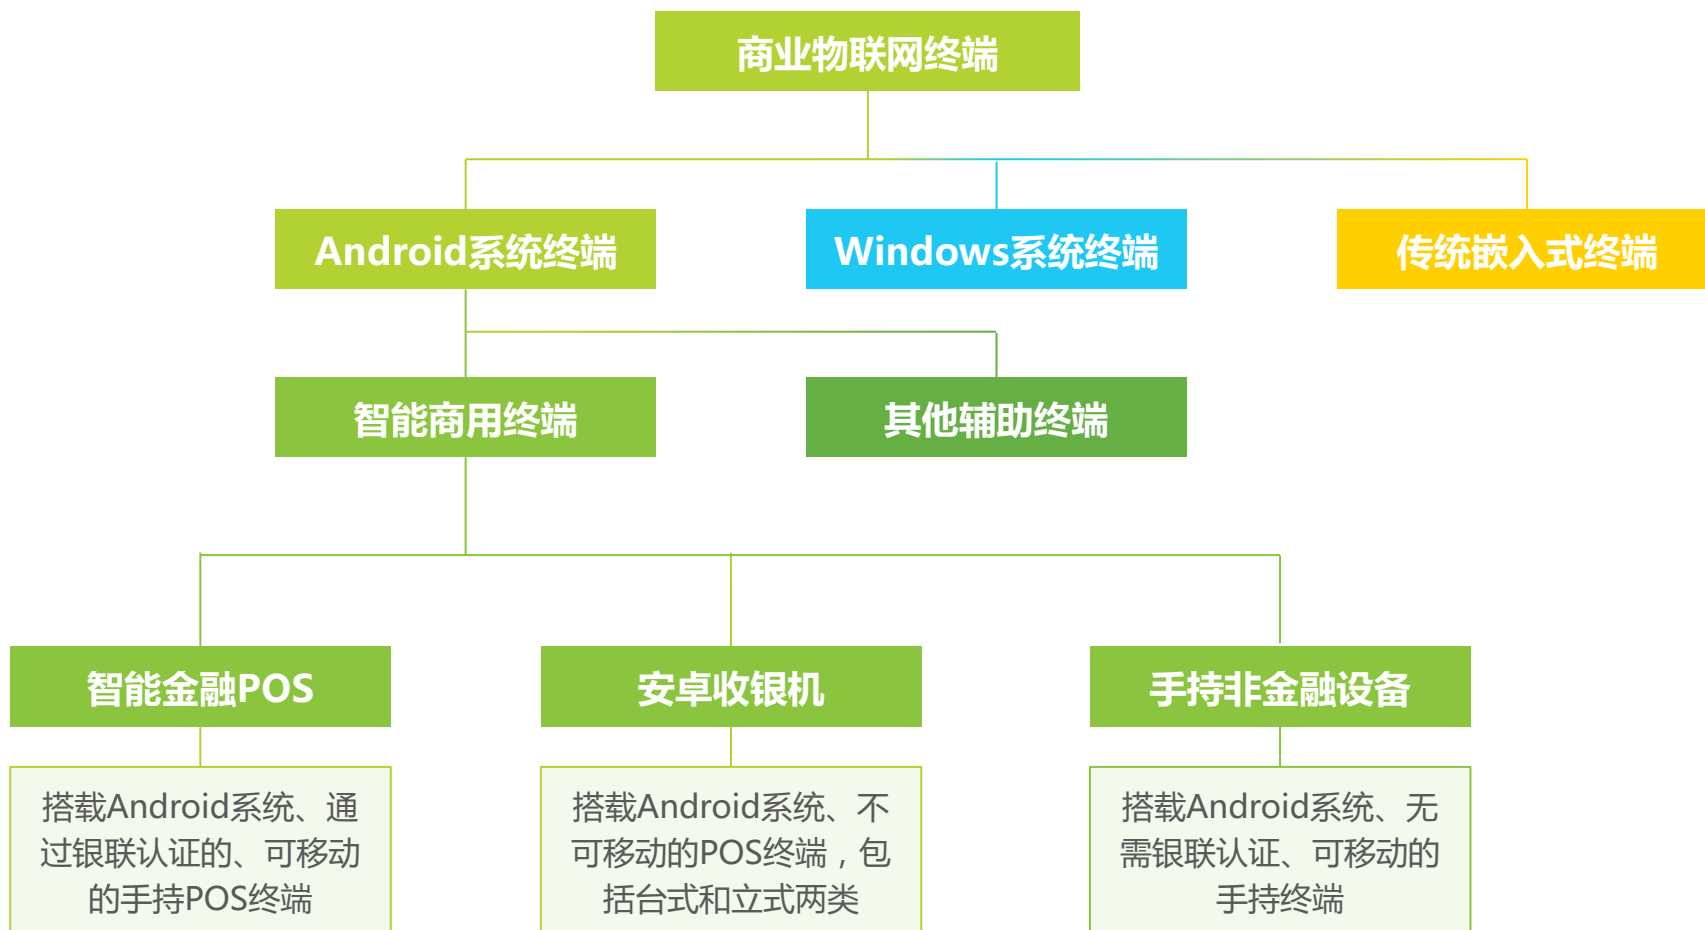 商业物联网终端
Android系统终端
Windows系统终端
传统嵌入式终端
智能商用终端
其他辅助终端
智能金融POS
安卓收银机
手持非金融设备
搭载Android系统、通
过银联认证的、可移动
的手持POS终端
搭载Android系统、不
可移动的POS终端，包
括台式和立式两类
搭载Android系统、无
需银联认证、可移动的
手持终端